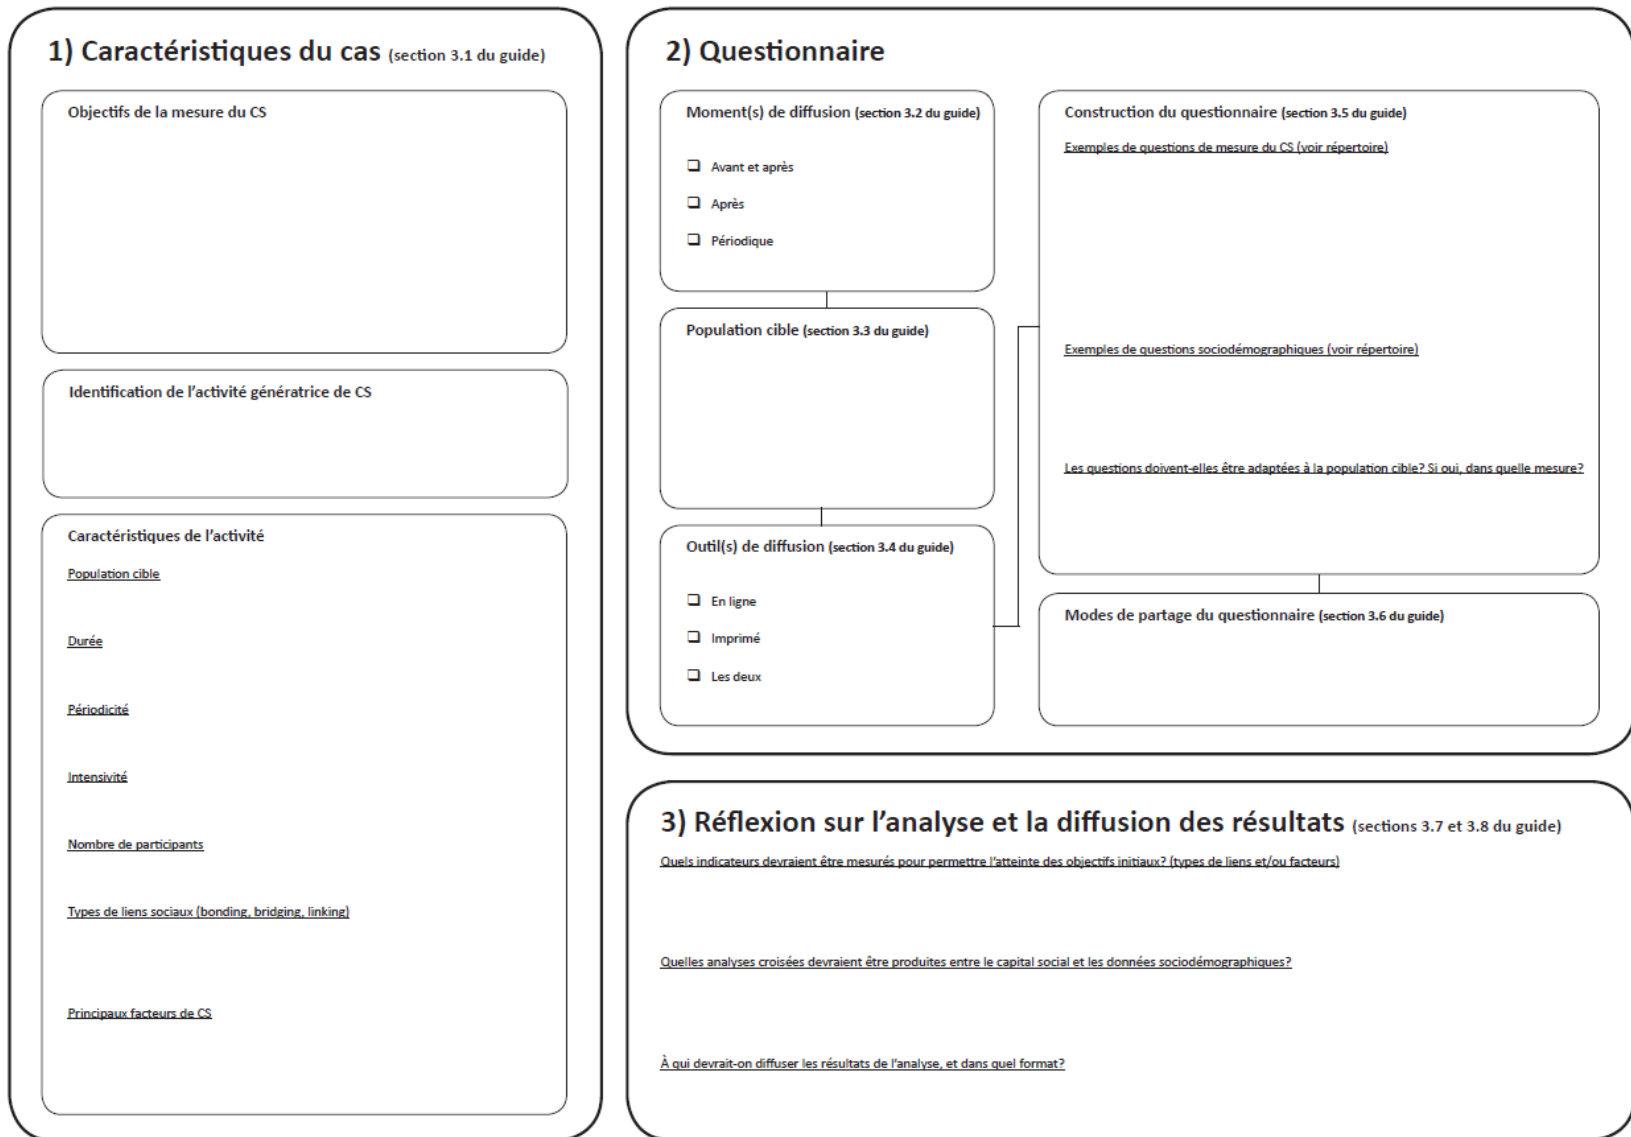 1) Caractéristiques du cas (section 3.1 du guide)
Objectifs de la mesure du CS
Identification de l'activité génératrice de CS
Caractéristiques de l'activité
Population cible
Durée
Périodicité
Intensivité
Nombre de participants
Types de liens sociaux (bonding, bridging, linking)
Principaux facteurs de CS
2) Questionnaire
Moment(s) de diffusion (section 3.2 du guide)
❏ Avant et après
❏ Après
❏ Périodique
Population cible (section 3.3 du guide)
Outil(s) de diffusion (section 3.4 du guide)
❏ En ligne
❏ Imprimé
❏ Les deux
Construction du questionnaire (section 3.5 du guide)
Exemples de questions de mesure du CS (voir répertoire)
Exemples de questions sociodémographiques (voir répertoire)
Les questions doivent-elles être adaptées à la population cible? Si oui, dans quelle mesure?
Modes de partage du questionnaire (section 3.6 du guide)
3) Réflexion sur l'analyse et la diffusion des résultats (sections 3.7 et 3.8 du guide)
Quels indicateurs devraient être mesurés pour permettre l'atteinte des objectifs initiaux? (types de liens et/ou facteurs)
Quelles analyses croisées devraient être produites entre le capital social et les données sociodémographiques?
À qui devrait-on diffuser les résultats de l'analyse, et dans quel format?